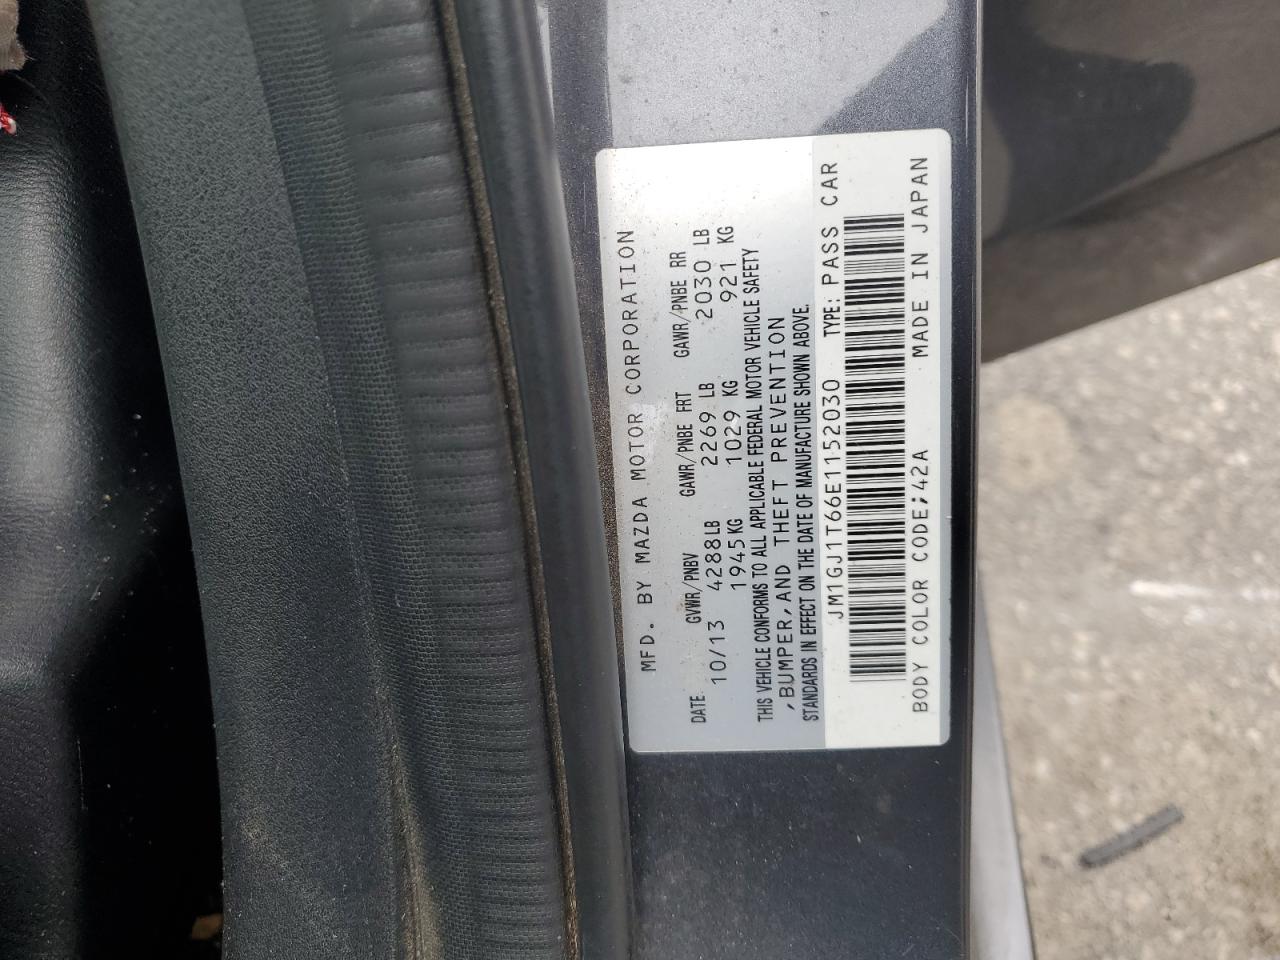 MFD. BY MAZDA MOTOR CORPORATION
DATE GVWR/PNBV GAWR/PNBE FRT GAWR/PNBE RR
10/13 4288LB 2269 LB 2030 LB
1945KG 1029 KG 921 KG
THIS VEHICLE CONFORMS TO ALL APPLICABLE FEDERAL MOTOR VEHICLE SAFETY
,BUMPER,AND THEFT PREVENTION
STANDARDS IN EFFECT ON THE DATE OF MANUFACTURE SHOWN ABOVE.
JM1GJ1T66E1152030 TYPE: PASS CAR
BODY COLOR CODE;42A MADE IN JAPAN